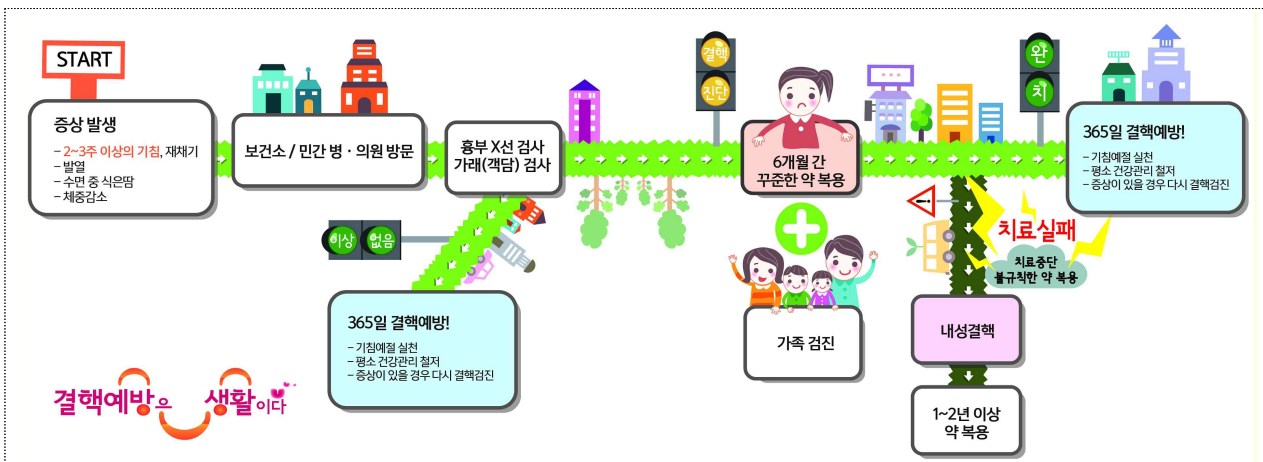 START
증상 발생
- 2~3주 이상의 기침, 재채기
- 발열
- 수면 중 식은땀
- 체중감소
보건소 / 민간 병·의원 방문
흉부 X선 검사
가래(객담) 검사
이상 없음
365일 결핵예방!
- 기침예절 실천
- 평소 건강관리 철저
- 증상이 있을 경우 다시 결핵검진
결핵
진단
6개월 간
꾸준한 약 복용
가족 검진
치료실패
치료중단
불규칙한 약 복용
내성결핵
1~2년 이상
약 복용
완
치
365일 결핵예방!
- 기침예절 실천
- 평소 건강관리 철저
- 증상이 있을 경우 다시 결핵검진
결핵예방은 생활이다